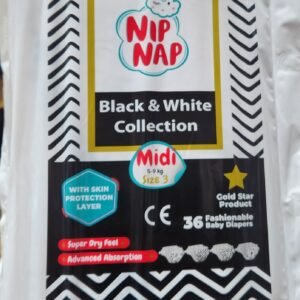 NIP
NAP
Black & White
Collection
Midi
5-9 kg
Size 3
WITH SKIN
PROTECTION
LAYER
Gold Star
Product
CE
36 Fashionable
Baby Diapers
Super Dry Feel
Advanced Absorption